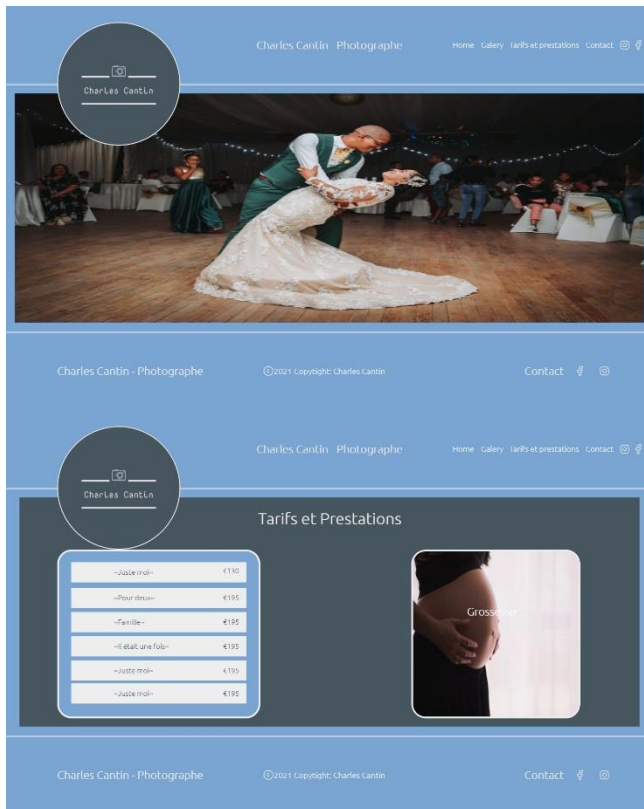 Charles Cantin Photographe
Home Galery Tarifs et prestations Contact
Charles Cantin
Charles Cantin - Photographe
©2021 Copytight: Charles Cantin
Contact
Charles Cantin Photographe
Home Galery Tarifs et prestations Contact
Charles Cantin
Tarifs et Prestations
~Juste moi~ €130
~Pour deux~ €195
~Famille~ €195
~Il était une fois~ €195
~Juste moi~ €195
~Juste moi~ €195
Grossesse
Charles Cantin - Photographe
©2021 Copytight: Charles Cantin
Contact